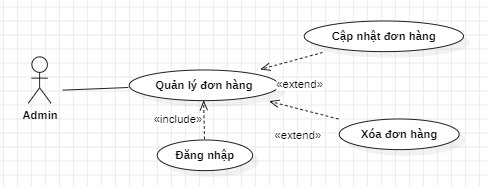 Cập nhật đơn hàng
Quản lý đơn hàng
«extend»
Admin
«include»
«extend»
Xóa đơn hàng
Đăng nhập